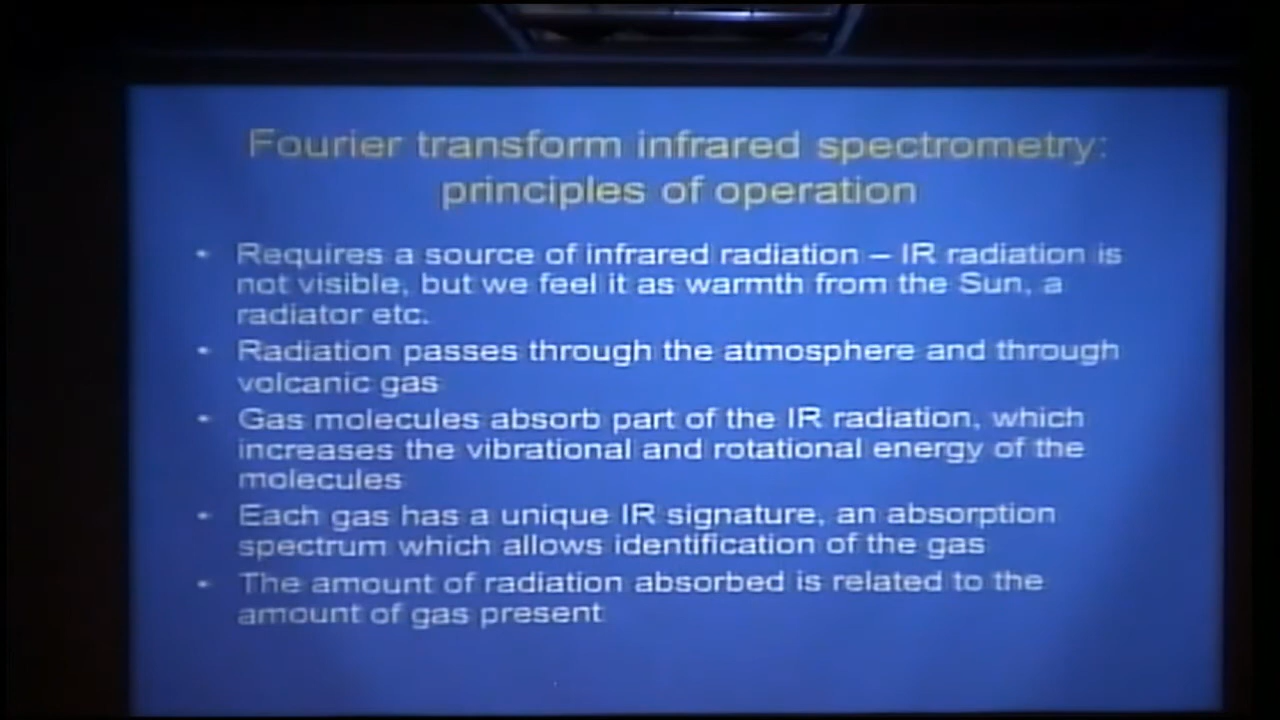 Fourier transform infrared spectrometry:
principles of operation
• Requires a source of infrared radiation – IR radiation is
not visible, but we feel it as warmth from the Sun, a
radiator etc.
• Radiation passes through the atmosphere and through
volcanic gas
• Gas molecules absorb part of the IR radiation, which
increases the vibrational and rotational energy of the
molecules
• Each gas has a unique IR signature, an absorption
spectrum which allows identification of the gas
• The amount of radiation absorbed is related to the
amount of gas present